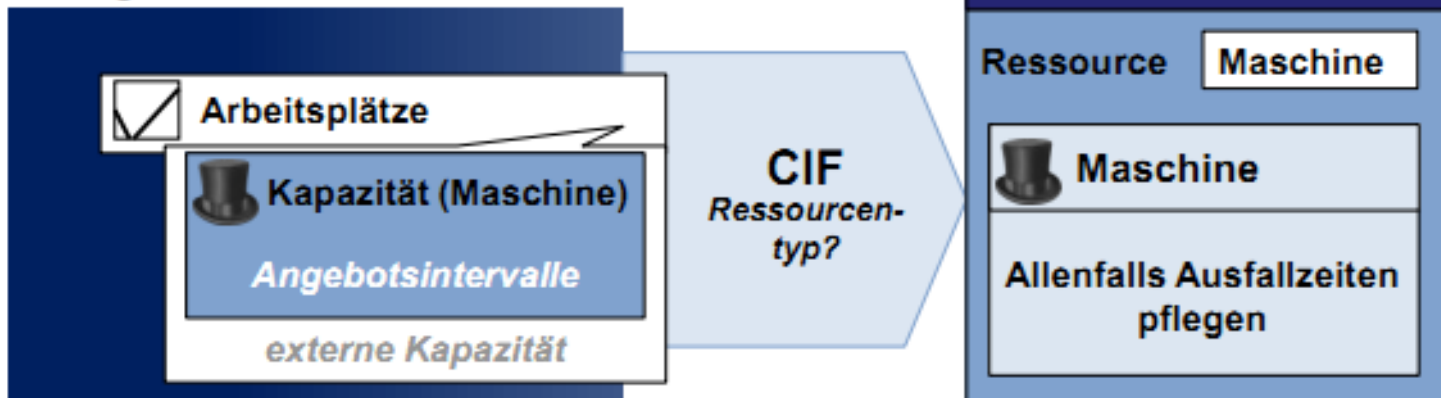 Arbeitsplätze
Kapazität (Maschine)
Angebotsintervalle
externe Kapazität
CIF
Ressourcen-
typ?
Ressource Maschine
Maschine
Allenfalls Ausfallzeiten
pflegen